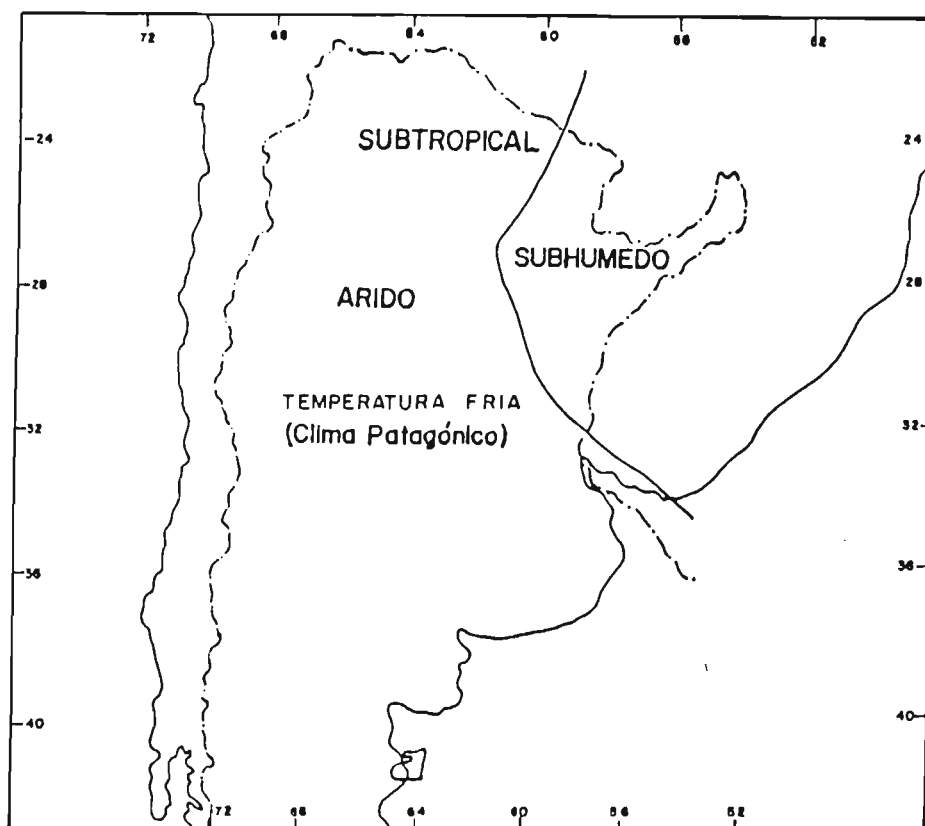 72 68 64 60 56 52
24 24
SUBTROPICAL
SUBHUMEDO
28 28
ARIDO
TEMPERATURA FRIA
(Clima Patagónico)
32 32
36 36
40 40
72 68 64 60 56 52